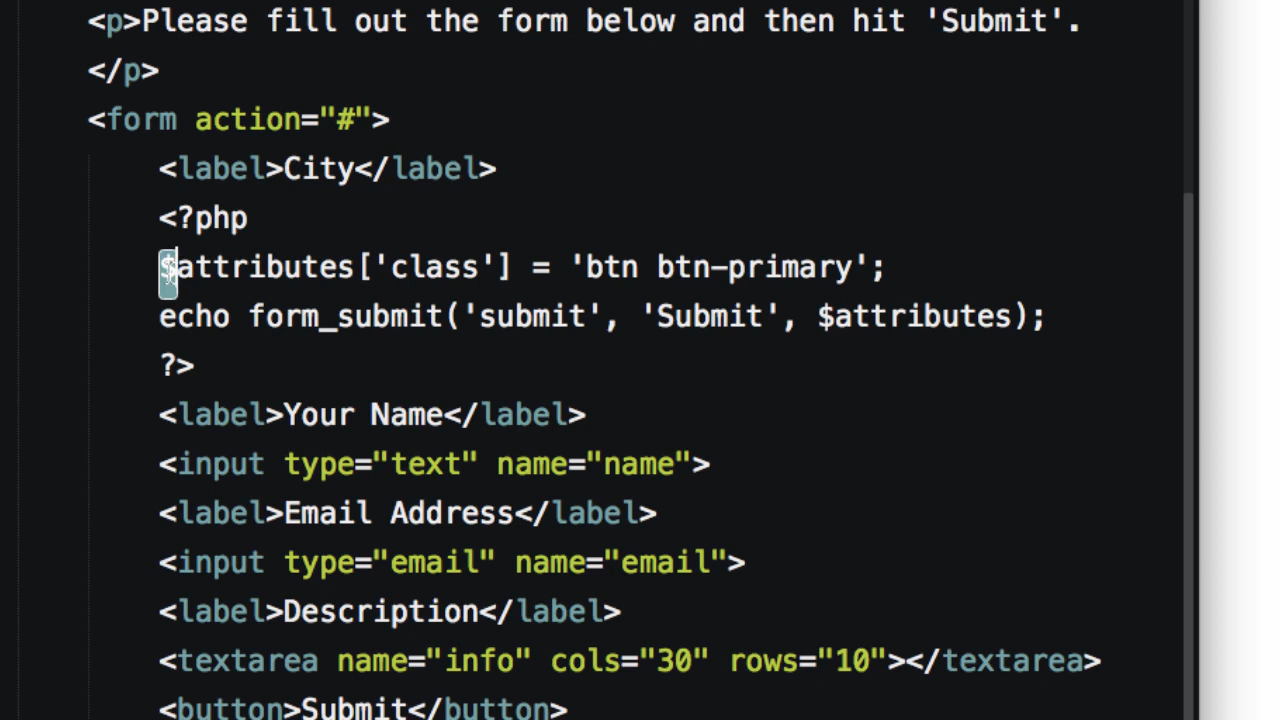 <p>Please fill out the form below and then hit 'Submit'.
</p>
<form action="#">
<label>City</label>
<?php
$attributes['class'] = 'btn btn-primary';
echo form_submit('submit', 'Submit', $attributes);
?>
<label>Your Name</label>
<input type="text" name="name">
<label>Email Address</label>
<input type="email" name="email">
<label>Description</label>
<textarea name="info" cols="30" rows="10"></textarea>
<button>Submit</button>